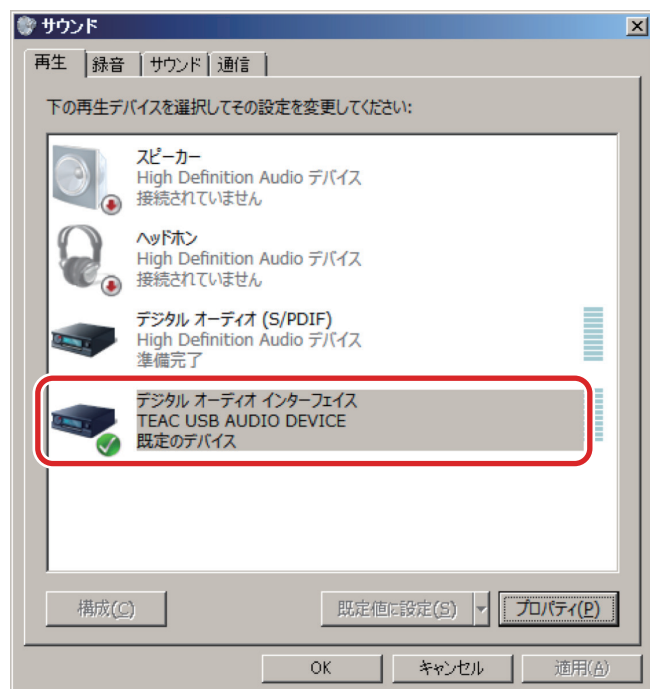 サウンド
再生 録音 サウンド 通信
下の再生デバイスを選択してその設定を変更してください:
スピーカー
High Definition Audio デバイス
接続されていません
ヘッドホン
High Definition Audio デバイス
接続されていません
デジタル オーディオ (S/PDIF)
High Definition Audio デバイス
準備完了
デジタル オーディオ インターフェイス
TEAC USB AUDIO DEVICE
既定のデバイス
構成(C) 既定値に設定(S) プロパティ(P)
OK キャンセル 適用(A)